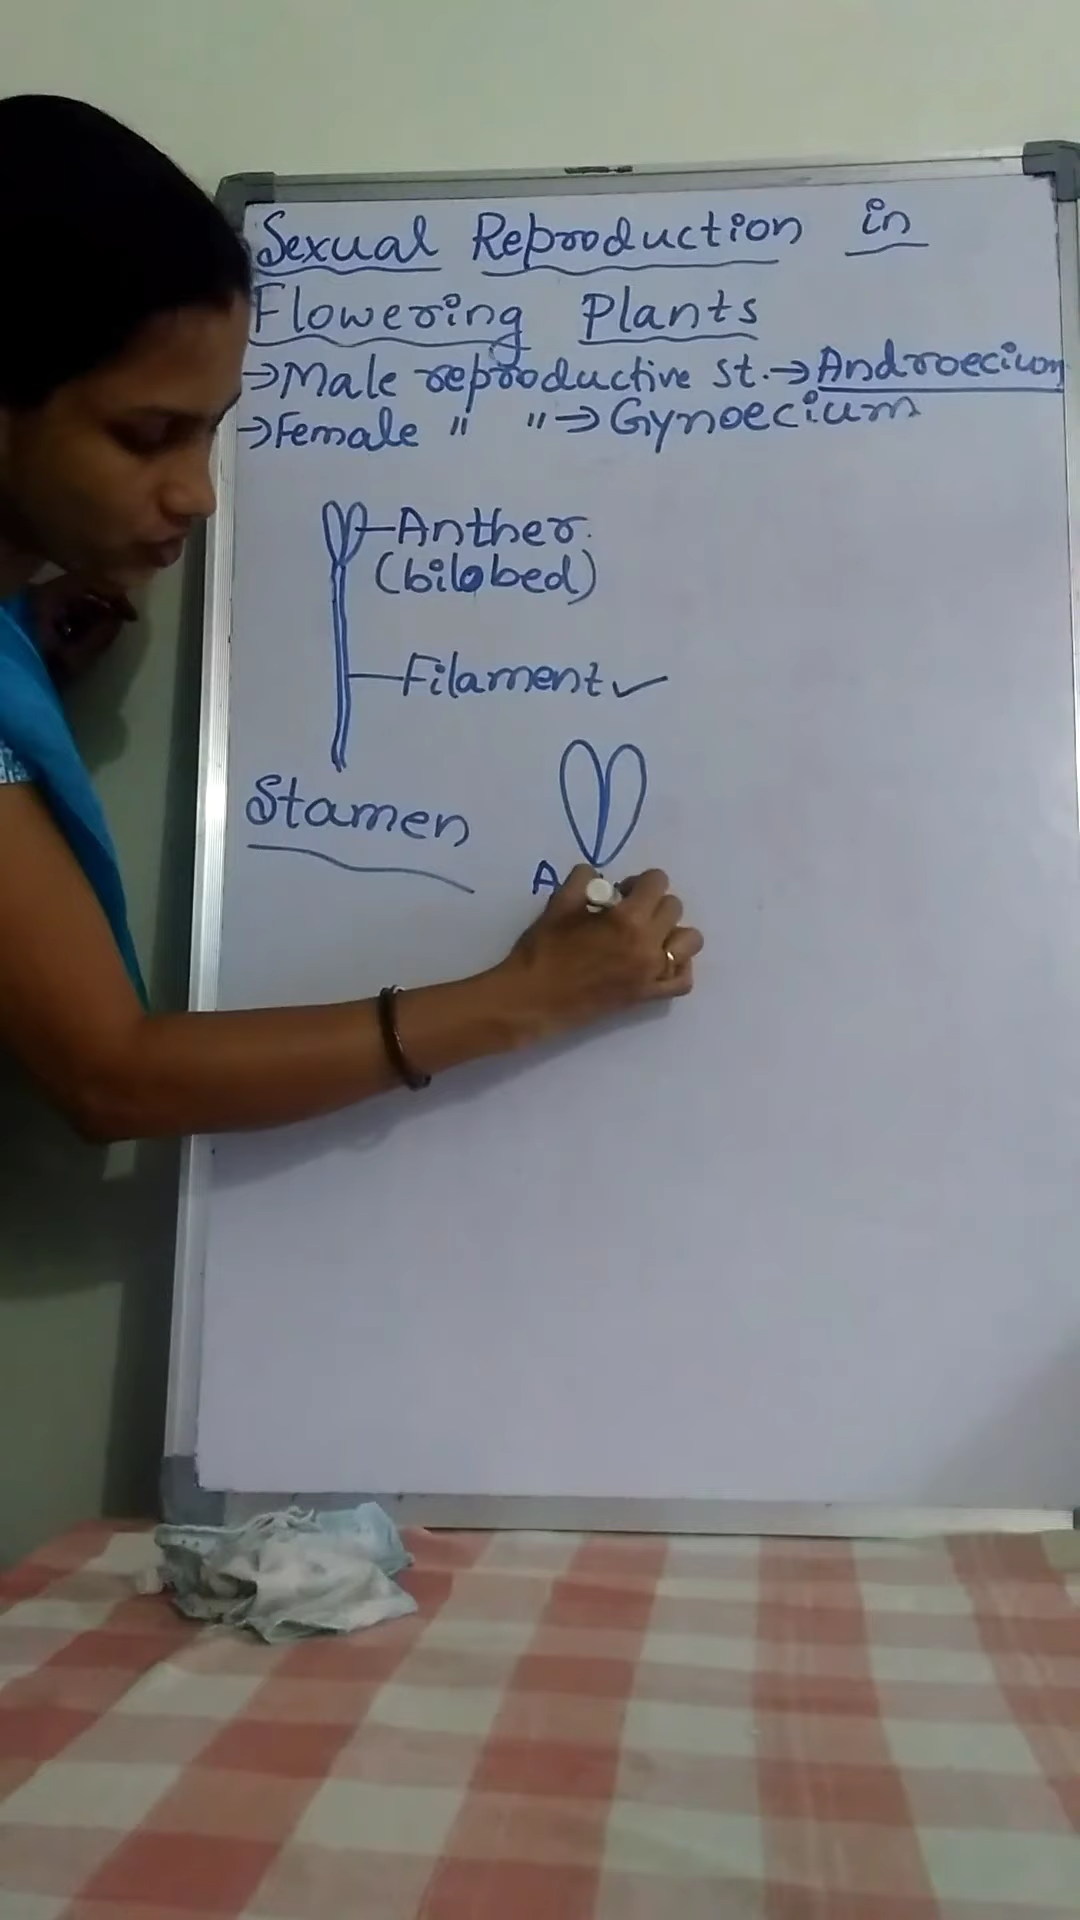 Sexual Reproduction in
Flowering Plants
→Male reproductive st.→Androecium
→Female " " →Gynoecium
Anther.
(bilobed)
Filament✓
Stamen
A